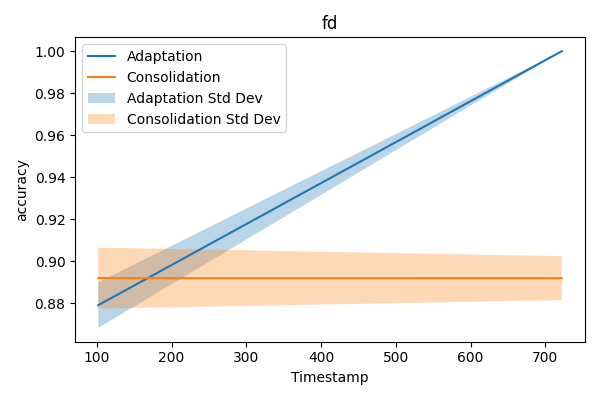 fd
Adaptation
Consolidation
Adaptation Std Dev
Consolidation Std Dev
1.00
0.98
0.96
0.94
0.92
0.90
0.88
accuracy
100 200 300 400 500 600 700
Timestamp